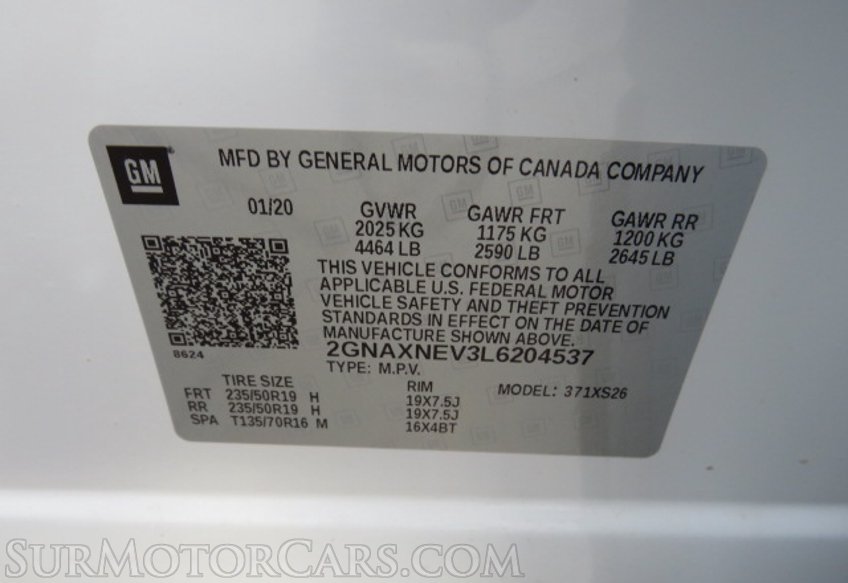 GM
MFD BY GENERAL MOTORS OF CANADA COMPANY
01/20 GVWR GAWR FRT GAWR RR
2025 KG 1175 KG 1200 KG
4464 LB 2590 LB 2645 LB
THIS VEHICLE CONFORMS TO ALL
APPLICABLE U.S. FEDERAL MOTOR
VEHICLE SAFETY AND THEFT PREVENTION
STANDARDS IN EFFECT ON THE DATE OF
MANUFACTURE SHOWN ABOVE.
8624
2GNAXNEV3L6204537
TYPE: M.P.V.
TIRE SIZE RIM MODEL: 371XS26
FRT 235/50R19 H 19X7.5J
RR 235/50R19 H 19X7.5J
SPA T135/70R16 M 16X4BT
SURMOTORCARS.COM